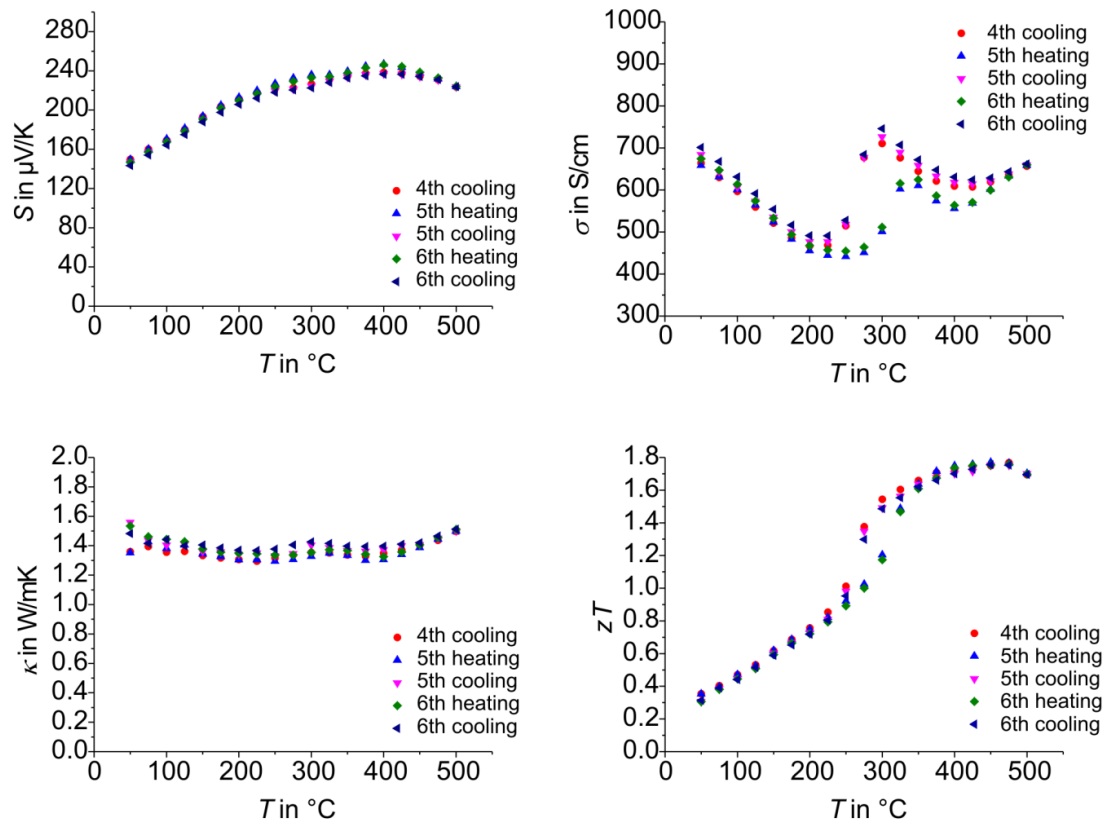 280
240
200
160
120
80
40
0
S in µV/K
4th cooling
5th heating
5th cooling
6th heating
6th cooling
0 100 200 300 400 500
T in °C
1000
900
800
700
600
500
400
300
σ in S/cm
4th cooling
5th heating
5th cooling
6th heating
6th cooling
0 100 200 300 400 500
T in °C
2.0
1.8
1.6
1.4
1.2
1.0
0.8
0.6
0.4
0.2
0.0
κ in W/mK
4th cooling
5th heating
5th cooling
6th heating
6th cooling
0 100 200 300 400 500
T in °C
1.8
1.6
1.4
1.2
1.0
0.8
0.6
0.4
0.2
0.0
zT
4th cooling
5th heating
5th cooling
6th heating
6th cooling
0 100 200 300 400 500
T in °C